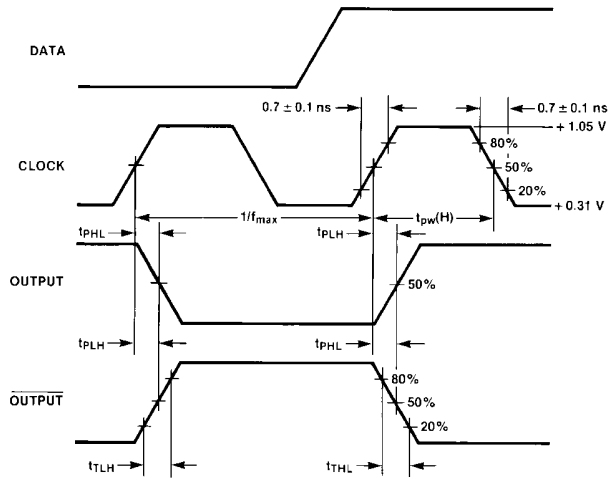 DATA
0.7 ± 0.1 ns
0.7 ± 0.1 ns
+ 1.05 V
CLOCK
80%
50%
20%
+ 0.31 V
1/fmax
tpw(H)
tPHL
tPLH
OUTPUT
50%
tPLH
tPHL
OUTPUT
80%
50%
20%
tTLH
tTHL